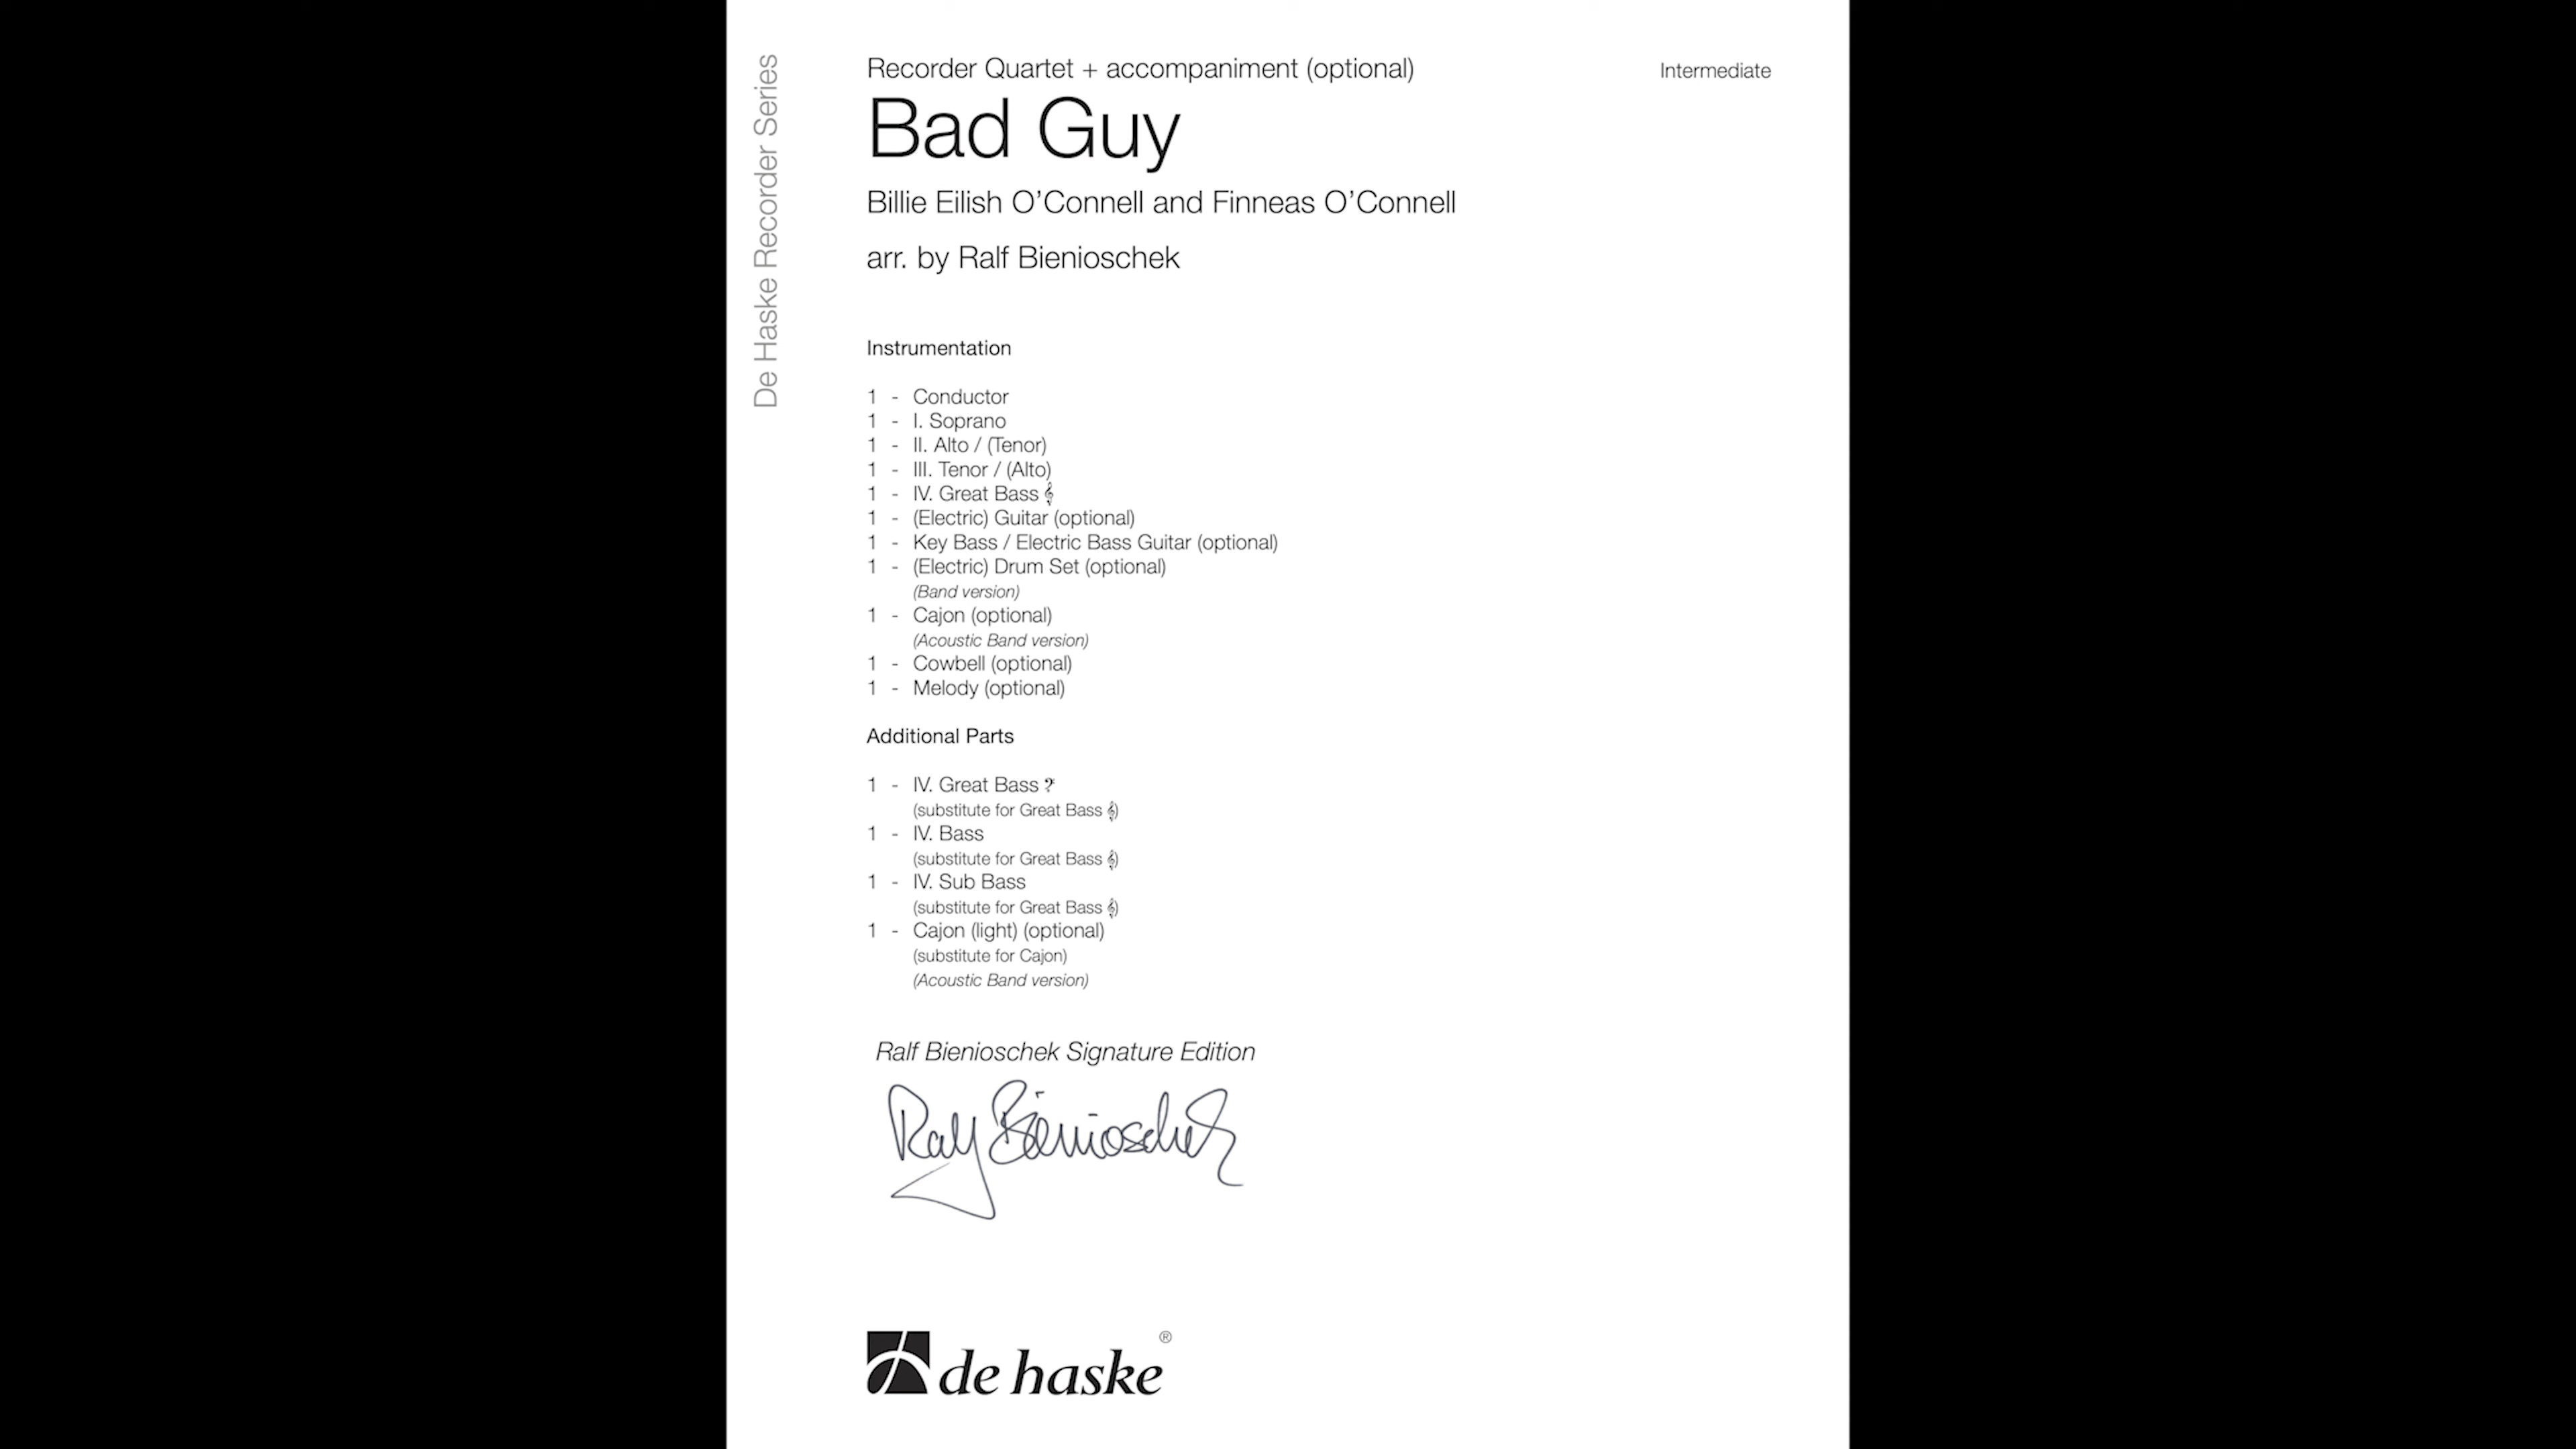 De Haske Recorder Series
Recorder Quartet + accompaniment (optional)
Intermediate
Bad Guy
Billie Eilish O’Connell and Finneas O’Connell
arr. by Ralf Bienioschek
Instrumentation
1 - Conductor
1 - I. Soprano
1 - II. Alto / (Tenor)
1 - III. Tenor / (Alto)
1 - IV. Great Bass 𝄞
1 - (Electric) Guitar (optional)
1 - Key Bass / Electric Bass Guitar (optional)
1 - (Electric) Drum Set (optional)
(Band version)
1 - Cajon (optional)
(Acoustic Band version)
1 - Cowbell (optional)
1 - Melody (optional)
Additional Parts
1 - IV. Great Bass 𝄢
(substitute for Great Bass 𝄞)
1 - IV. Bass
(substitute for Great Bass 𝄞)
1 - IV. Sub Bass
(substitute for Great Bass 𝄞)
1 - Cajon (light) (optional)
(substitute for Cajon)
(Acoustic Band version)
Ralf Bienioschek Signature Edition
Ralf Bienioschek
de haske®